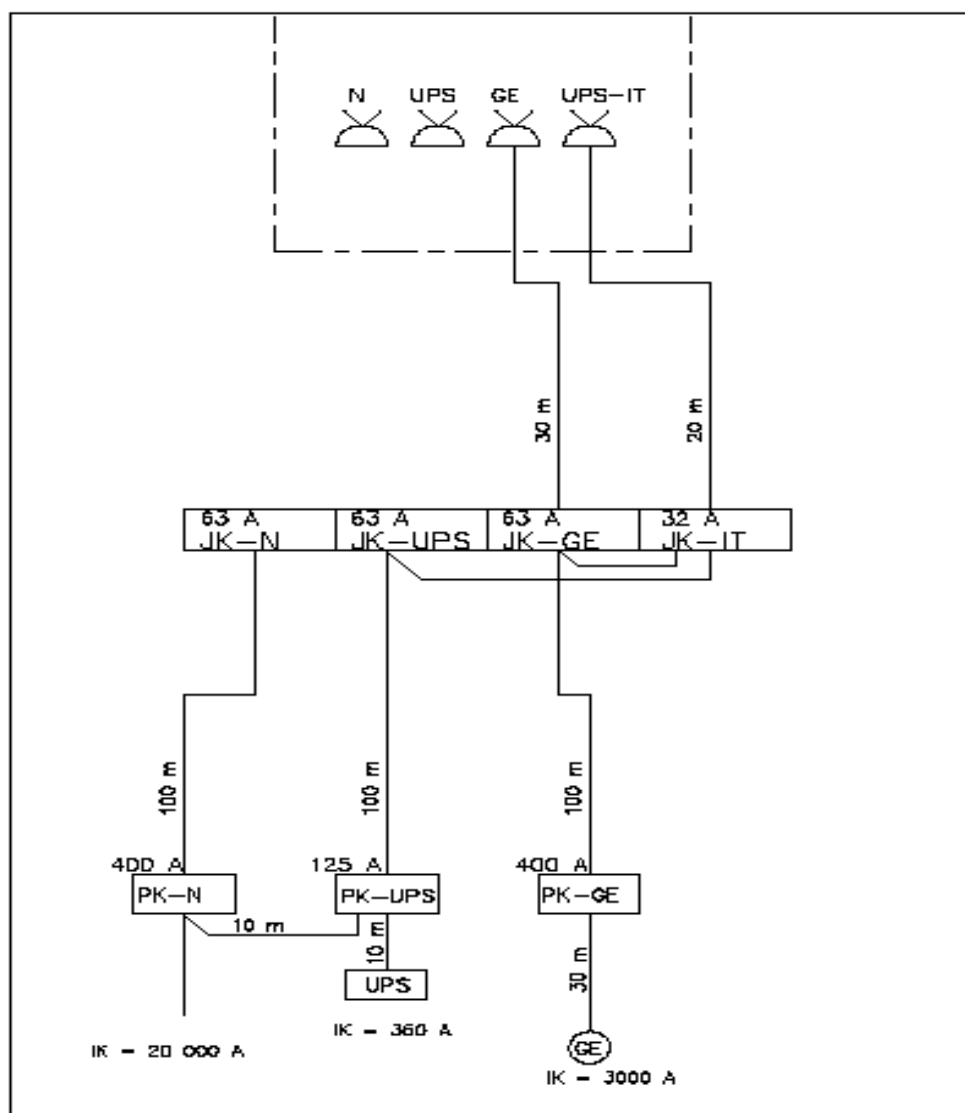 N UPS GE UPS-IT
30 m
20 m
63 A 63 A 63 A 32 A
JK-N JK-UPS JK-GE JK-IT
100 m
100 m
100 m
400 A 125 A 400 A
PK-N PK-UPS PK-GE
10 m
10 m
30 m
UPS
IK - 360 A
IK - 20 000 A
GE
IK - 3000 A